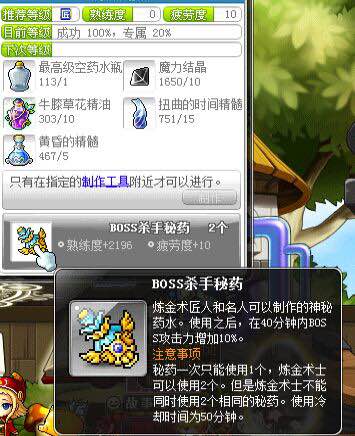 推荐等级 匠 熟练度 0 疲劳度 10
目前等级 成功 100%, 专属 20%
下次等级
最高级空药水瓶 魔力结晶
113/1 1650/10
牛膝草花精油 扭曲的时间精髓
303/10 751/15
黄昏的精髓
467/5
只有在指定的制作工具附近才可以进行。
制作
BOSS杀手秘药 2个
熟练度+2196 疲劳度+10
BOSS杀手秘药
炼金术匠人和名人可以制作的神秘
药水。使用之后，在40分钟内BOS
S攻击力增加10%。
注意事项
秘药一次只能使用1个，炼金术士
可以使用2个。但是炼金术士不能
同时使用2个相同的秘药。使用冷
却时间为50分钟。